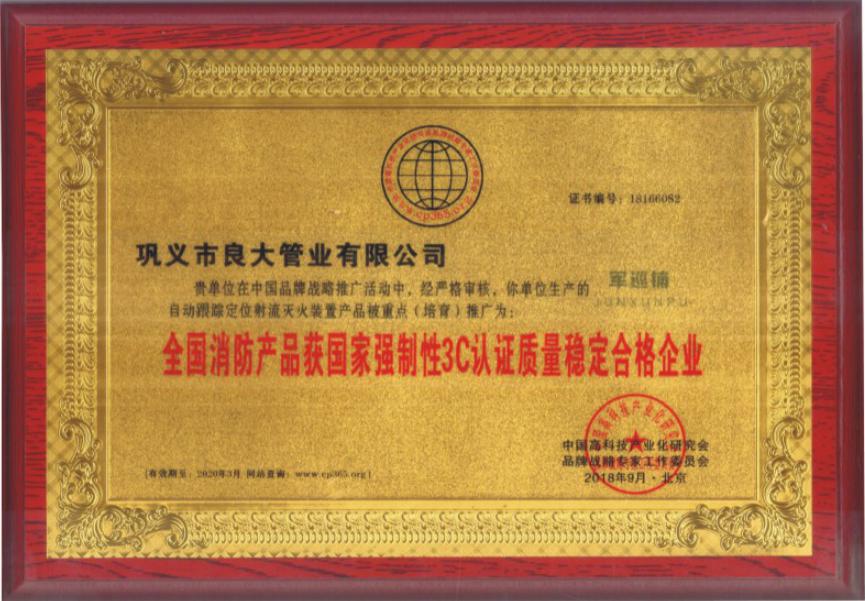 www.cp365.org
证书编号：18166082
巩义市良大管业有限公司
贵单位在中国品牌战略推广活动中，经严格审核，你单位生产的
军巡铺
JUNXUNPU
自动跟踪定位射流灭火装置产品被重点（培育）推广为：
全国消防产品获国家强制性3C认证质量稳定合格企业
中国高科技产业化研究会
品牌战略专家工作委员会
[有效期至：2020年3月 网站查询：www.cp365.org]
2018年9月·北京